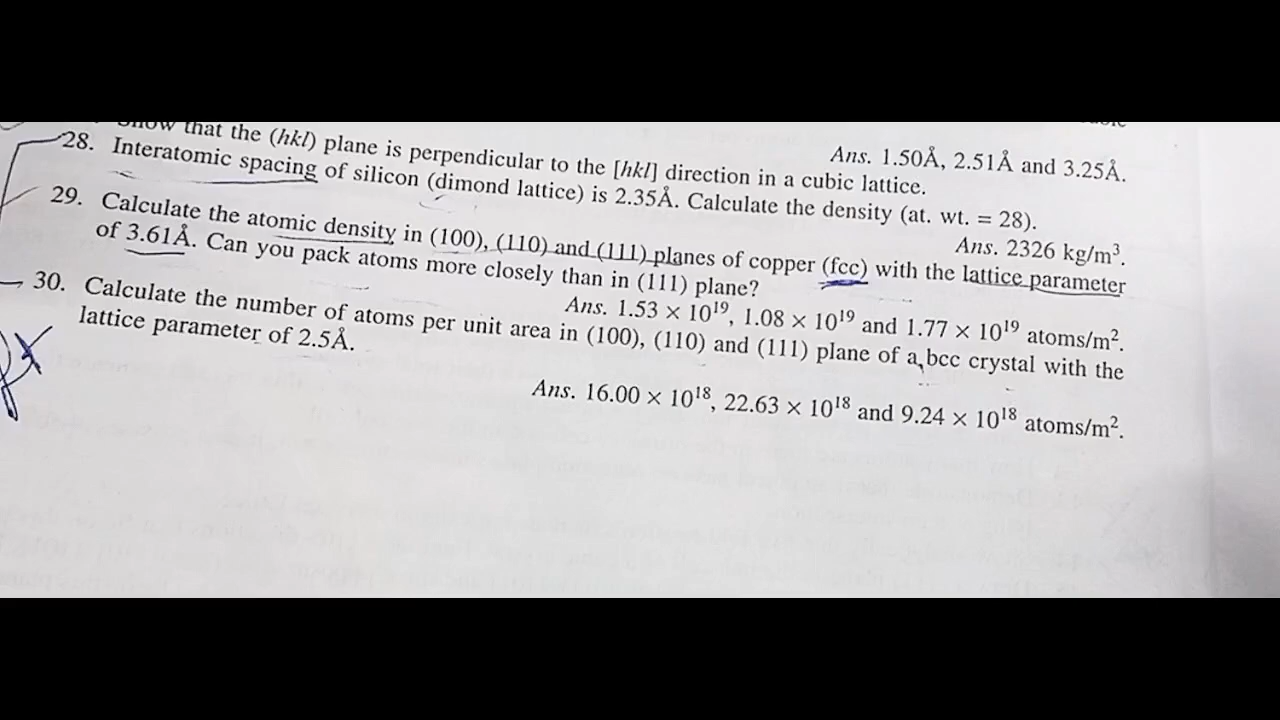 Ans. 1.50Å, 2.51Å and 3.25Å.
Show that the (hkl) plane is perpendicular to the [hkl] direction in a cubic lattice.
28. Interatomic spacing of silicon (dimond lattice) is 2.35Å. Calculate the density (at. wt. = 28).
Ans. 2326 kg/m³.
29. Calculate the atomic density in (100), (110) and (111) planes of copper (fcc) with the lattice parameter
of 3.61Å. Can you pack atoms more closely than in (111) plane?
Ans. 1.53 × 10¹⁹, 1.08 × 10¹⁹ and 1.77 × 10¹⁹ atoms/m².
30. Calculate the number of atoms per unit area in (100), (110) and (111) plane of a bcc crystal with the
lattice parameter of 2.5Å.
Ans. 16.00 × 10¹⁸, 22.63 × 10¹⁸ and 9.24 × 10¹⁸ atoms/m².